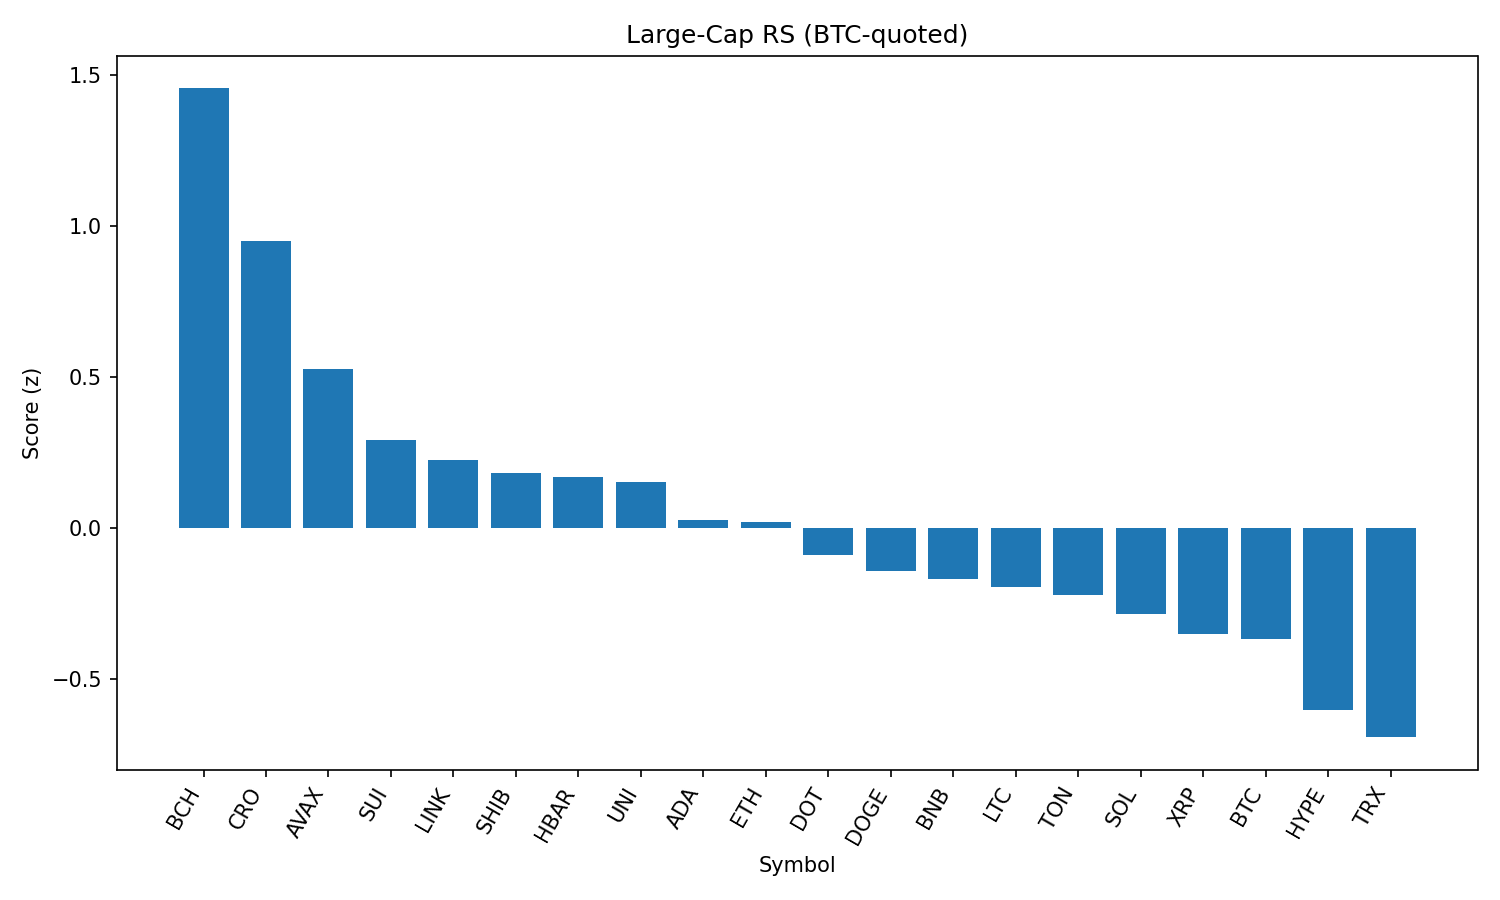 Large-Cap RS (BTC-quoted)
Score (z)
1.5
1.0
0.5
0.0
−0.5
BCH
CRO
AVAX
SUI
LINK
SHIB
HBAR
UNI
ADA
ETH
DOT
DOGE
BNB
LTC
TON
SOL
XRP
BTC
HYPE
TRX
Symbol